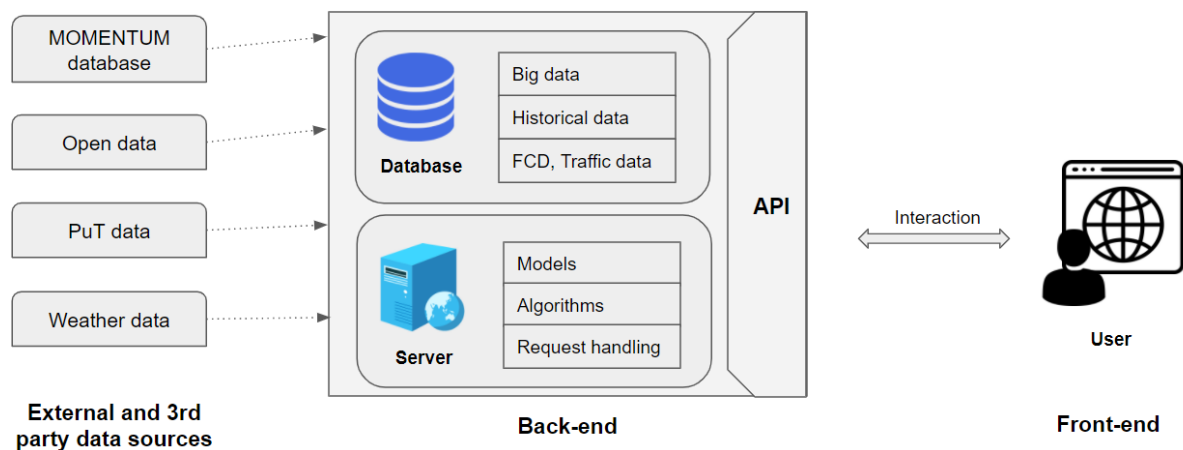 MOMENTUM
database
Open data
PuT data
Weather data
External and 3rd
party data sources
Database
Big data
Historical data
FCD, Traffic data
Server
Models
Algorithms
Request handling
API
Back-end
Interaction
User
Front-end